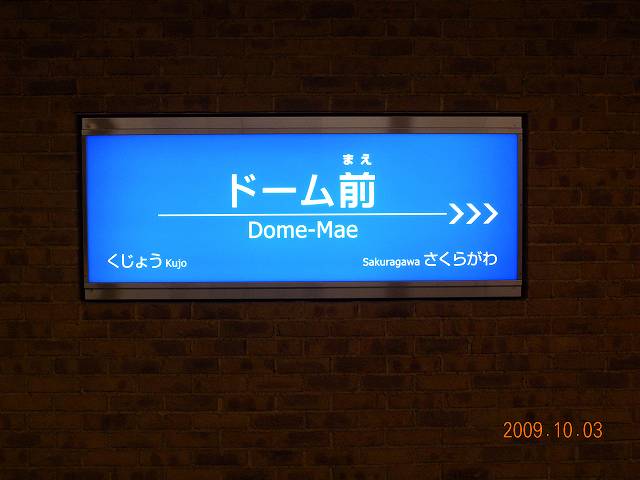 まえ
ドーム前
Dome-Mae
くじょう Kujo
Sakuragawa さくらがわ
2009.10.03